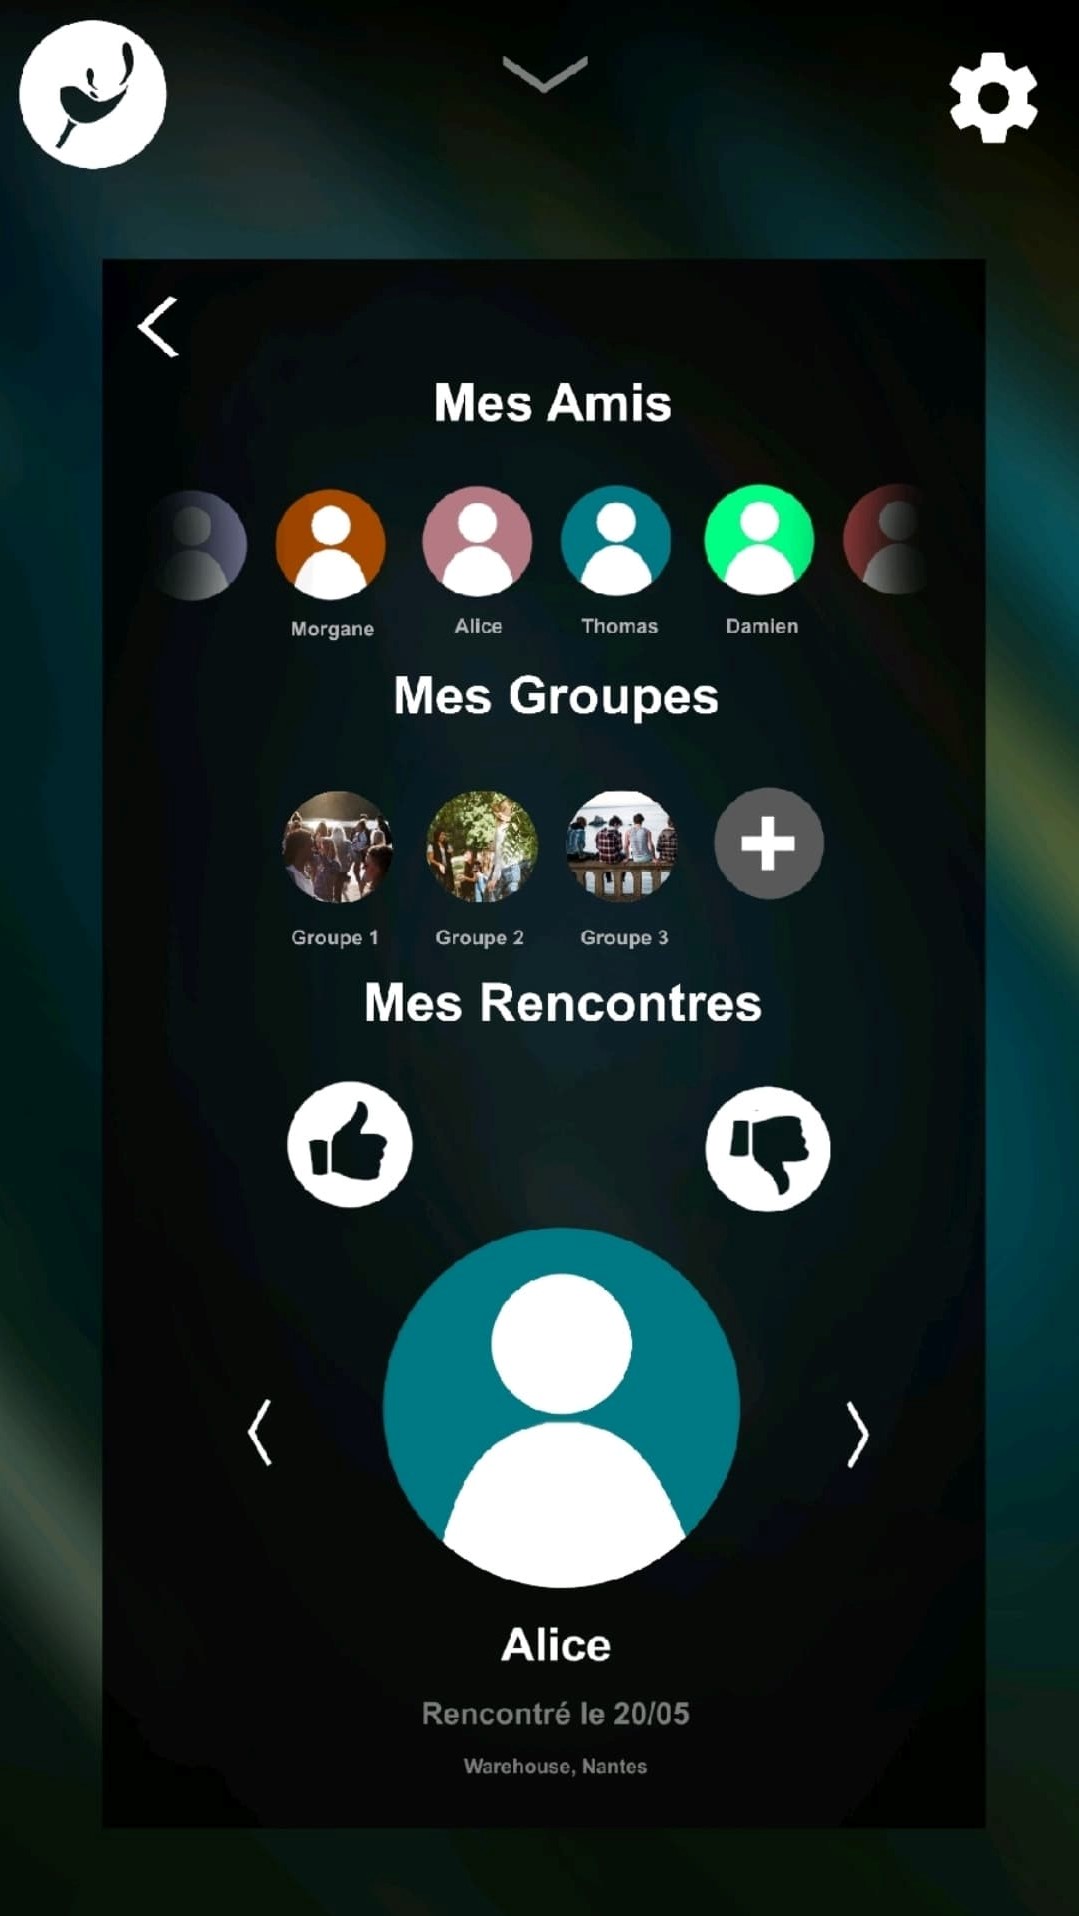 Mes Amis
Morgane
Alice
Thomas
Damien
Mes Groupes
Groupe 1
Groupe 2
Groupe 3
Mes Rencontres
Alice
Rencontré le 20/05
Warehouse, Nantes